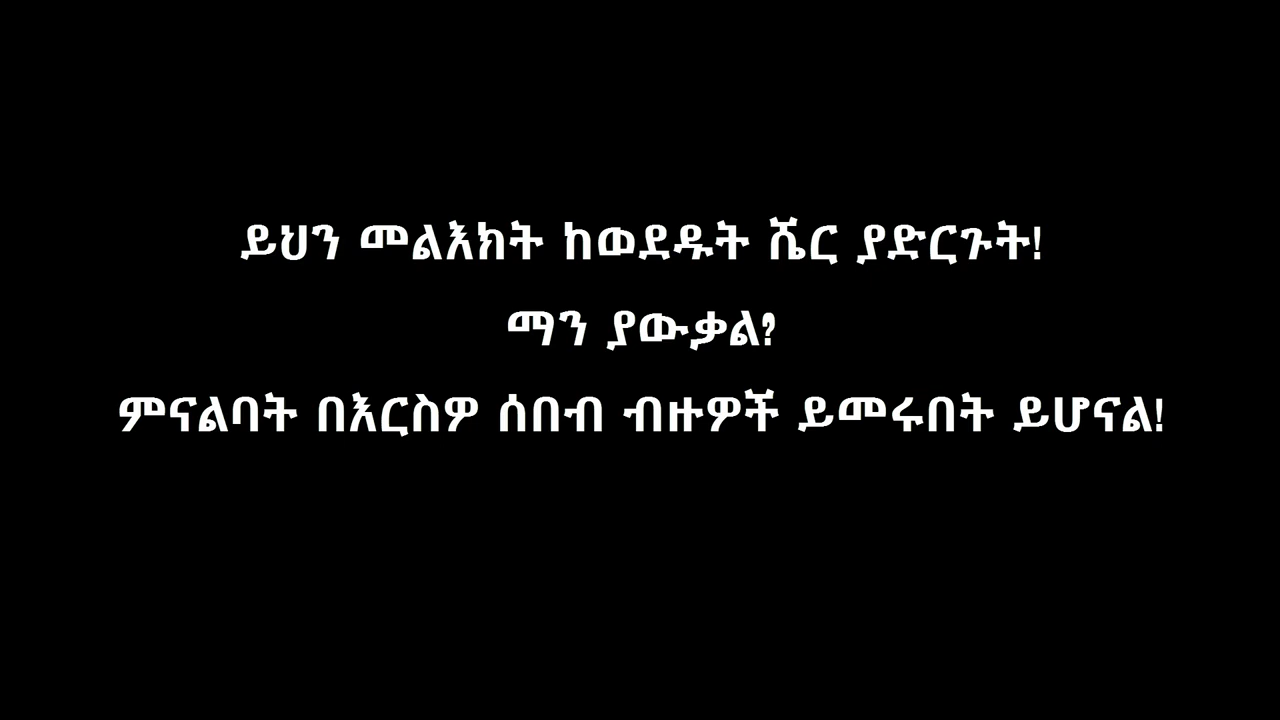 ይህን መልእክት ከወደዱት ሼር ያድርጉት!
ማን ያውቃል?
ምናልባት በእርስዎ ሰበብ ብዙዎች ይመሩበት ይሆናል!